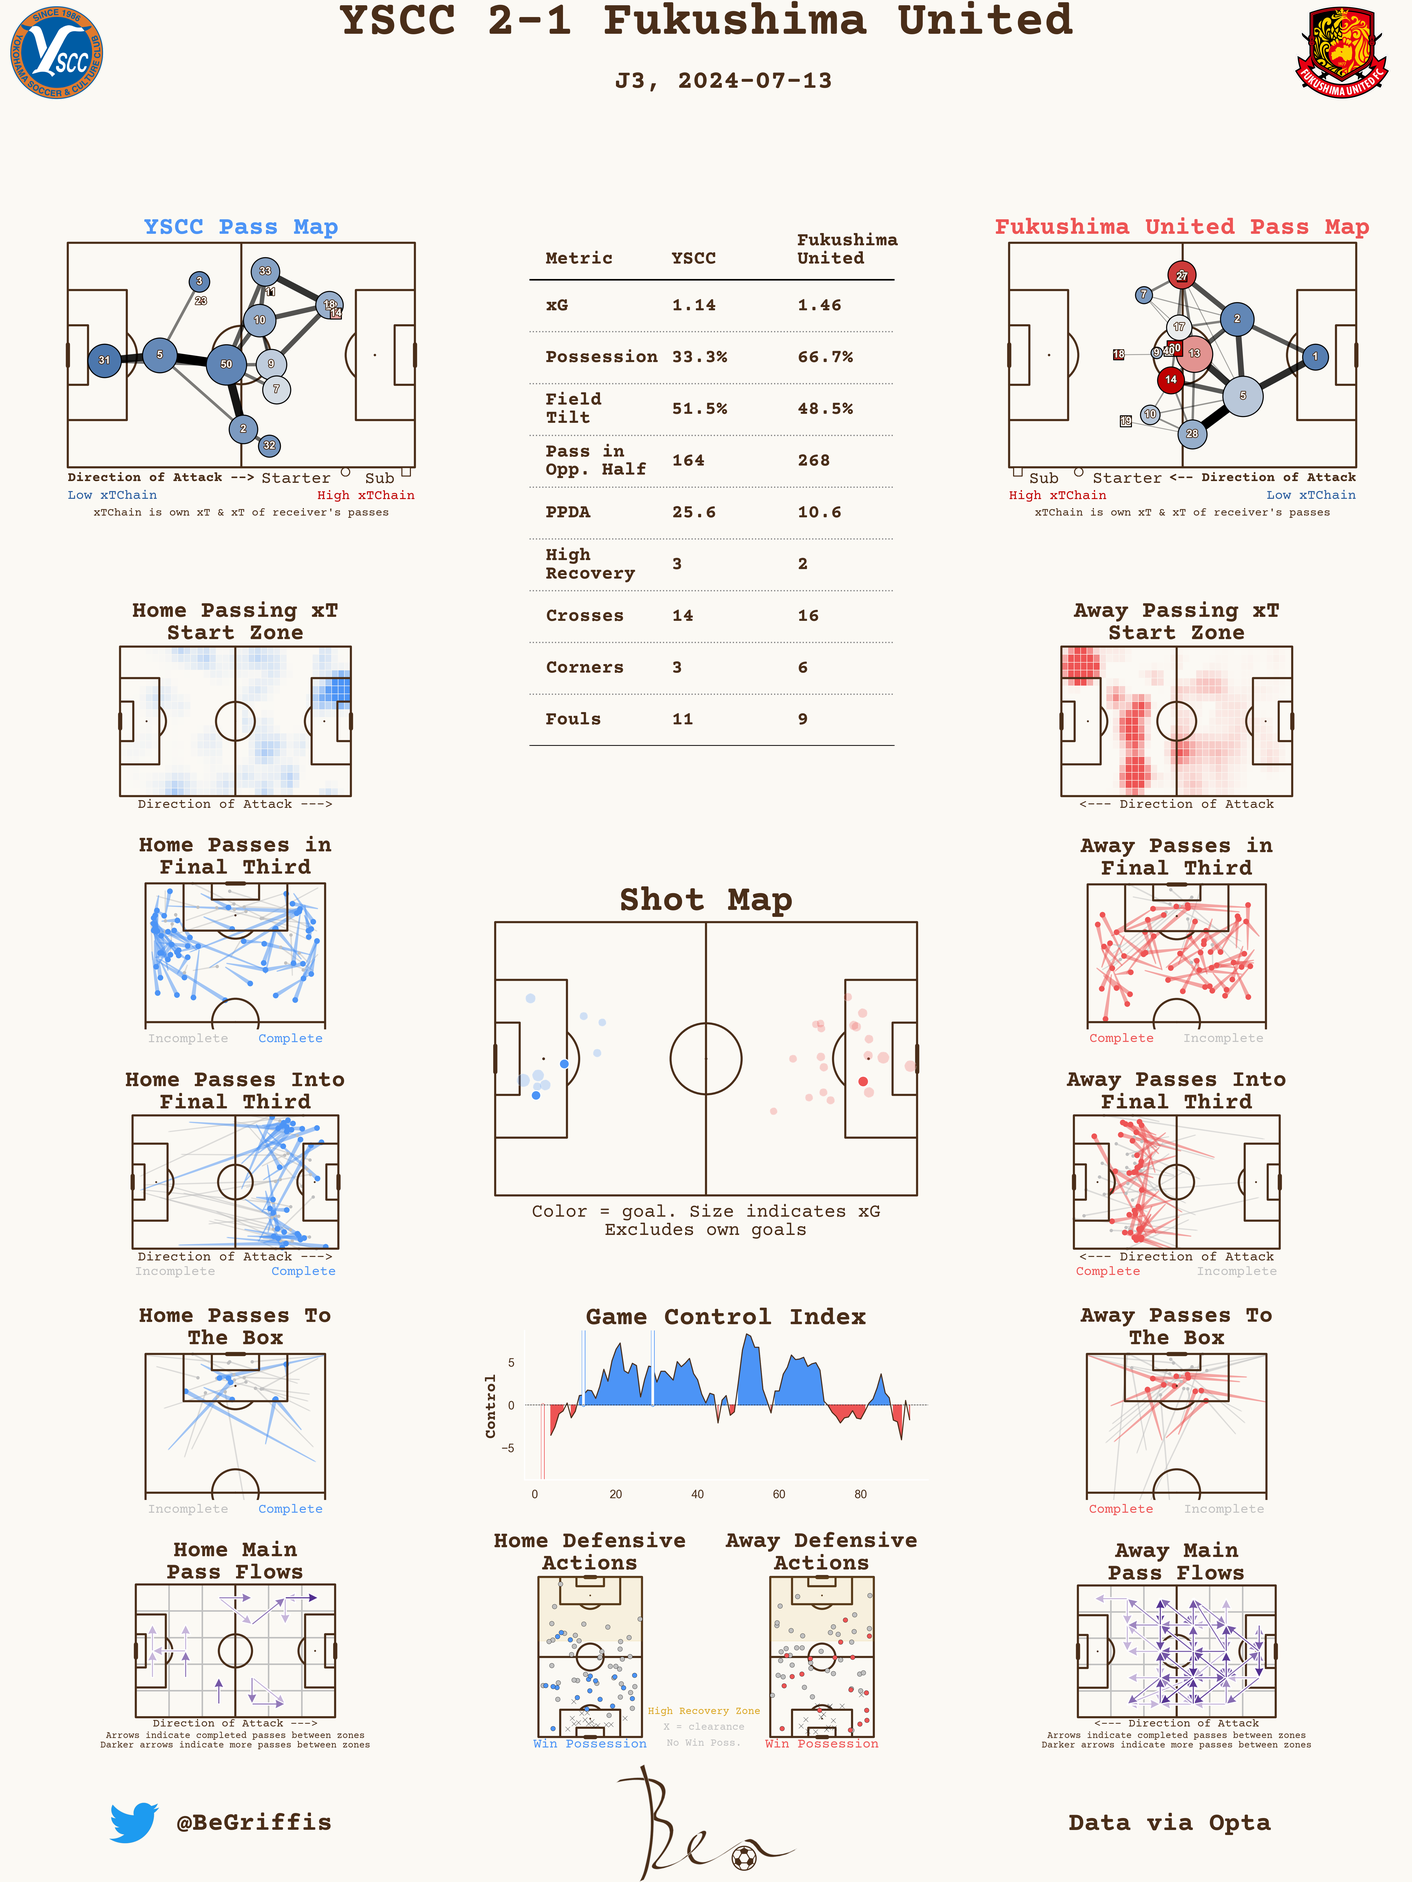 YSCC 2-1 Fukushima United
J3, 2024-07-13
SINCE 1986
YSCC
YOKOHAMA SOCCER & CULTURE CLUB
FUKUSHIMA UNITED FC
YSCC Pass Map
3
23
33
11
18
14
10
31
5
50
9
7
2
32
Direction of Attack --> Starter Sub
Low xTChain High xTChain
xTChain is own xT & xT of receiver's passes
Metric YSCC Fukushima United
xG 1.14 1.46
Possession 33.3% 66.7%
Field Tilt 51.5% 48.5%
Pass in Opp. Half 164 268
PPDA 25.6 10.6
High Recovery 3 2
Crosses 14 16
Corners 3 6
Fouls 11 9
Fukushima United Pass Map
27
7
17
2
18
9
40
13
1
14
5
10
19
28
Sub Starter <-- Direction of Attack
High xTChain Low xTChain
xTChain is own xT & xT of receiver's passes
Home Passing xT
Start Zone
Direction of Attack --->
Home Passes in
Final Third
Incomplete Complete
Home Passes Into
Final Third
Direction of Attack --->
Incomplete Complete
Home Passes To
The Box
Incomplete Complete
Home Main
Pass Flows
Direction of Attack --->
Arrows indicate completed passes between zones
Darker arrows indicate more passes between zones
Shot Map
Color = goal. Size indicates xG
Excludes own goals
Game Control Index
Control
5
0
−5
0 20 40 60 80
Home Defensive
Actions
Win Possession
Away Defensive
Actions
Win Possession
High Recovery Zone
X = clearance
No Win Poss.
Away Passing xT
Start Zone
<--- Direction of Attack
Away Passes in
Final Third
Complete Incomplete
Away Passes Into
Final Third
<--- Direction of Attack
Complete Incomplete
Away Passes To
The Box
Complete Incomplete
Away Main
Pass Flows
<--- Direction of Attack
Arrows indicate completed passes between zones
Darker arrows indicate more passes between zones
@BeGriffis
Ben
Data via Opta